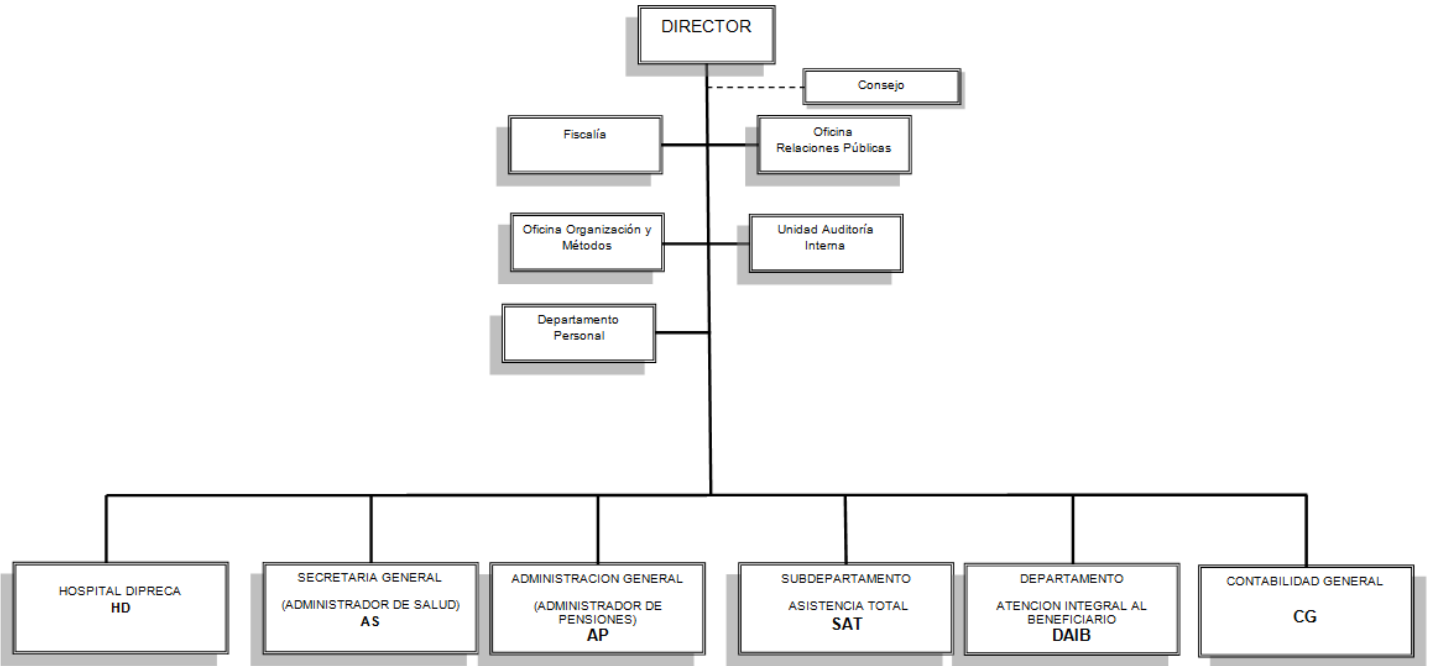 DIRECTOR
Consejo
Fiscalía
Oficina
Relaciones Públicas
Oficina Organización y
Métodos
Unidad Auditoría
Interna
Departamento
Personal
HOSPITAL DIPRECA
HD
SECRETARIA GENERAL
(ADMINISTRADOR DE SALUD)
AS
ADMINISTRACION GENERAL
(ADMINISTRADOR DE
PENSIONES)
AP
SUBDEPARTAMENTO
ASISTENCIA TOTAL
SAT
DEPARTAMENTO
ATENCION INTEGRAL AL
BENEFICIARIO
DAIB
CONTABILIDAD GENERAL
CG